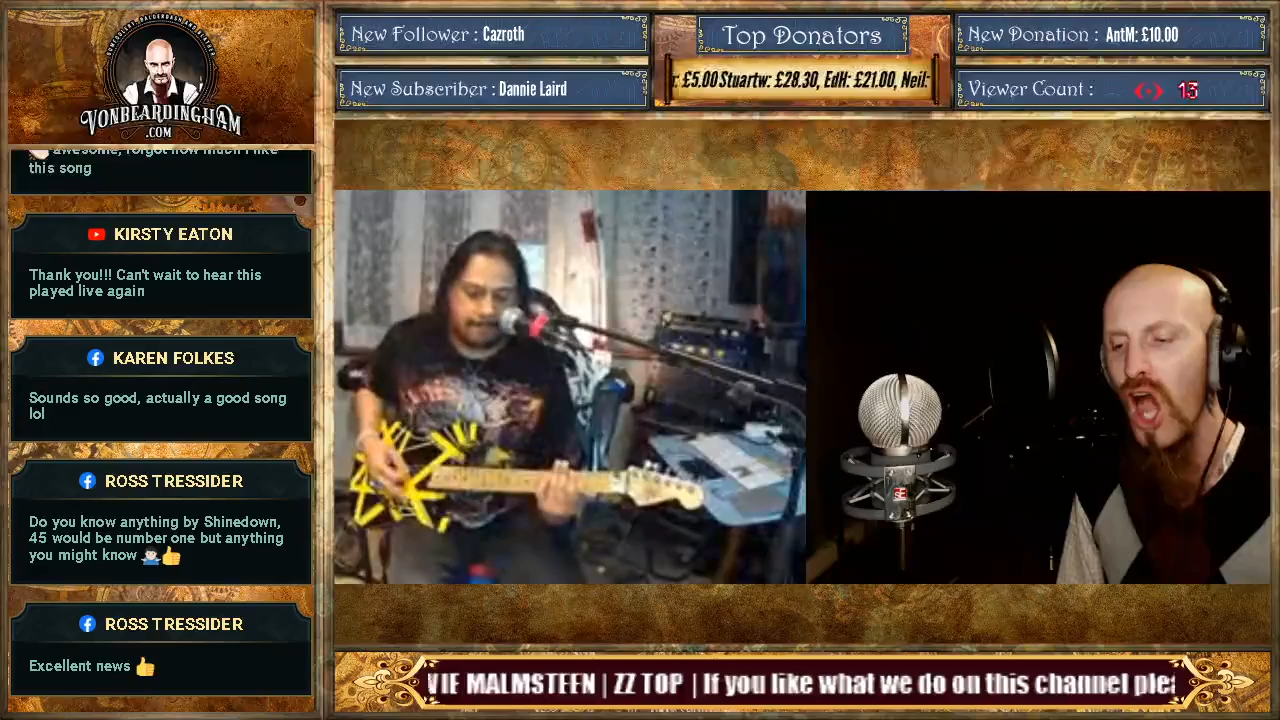 VONBEARDINGHAM
.COM
New Follower : Cazroth
New Subscriber : Dannie Laird
Top Donators
: £5.00 Stuartw: £28.30, EdH: £21.00, Neil:
New Donation : AntM: £10.00
Viewer Count : 13
awesome, forgot how much i like
this song
KIRSTY EATON
Thank you!!! Can't wait to hear this
played live again
KAREN FOLKES
Sounds so good, actually a good song
lol
ROSS TRESSIDER
Do you know anything by Shinedown,
45 would be number one but anything
you might know 🤷🏻‍♂️👍
ROSS TRESSIDER
Excellent news 👍
sE
VIE MALMSTEEN | ZZ TOP | If you like what we do on this channel plea